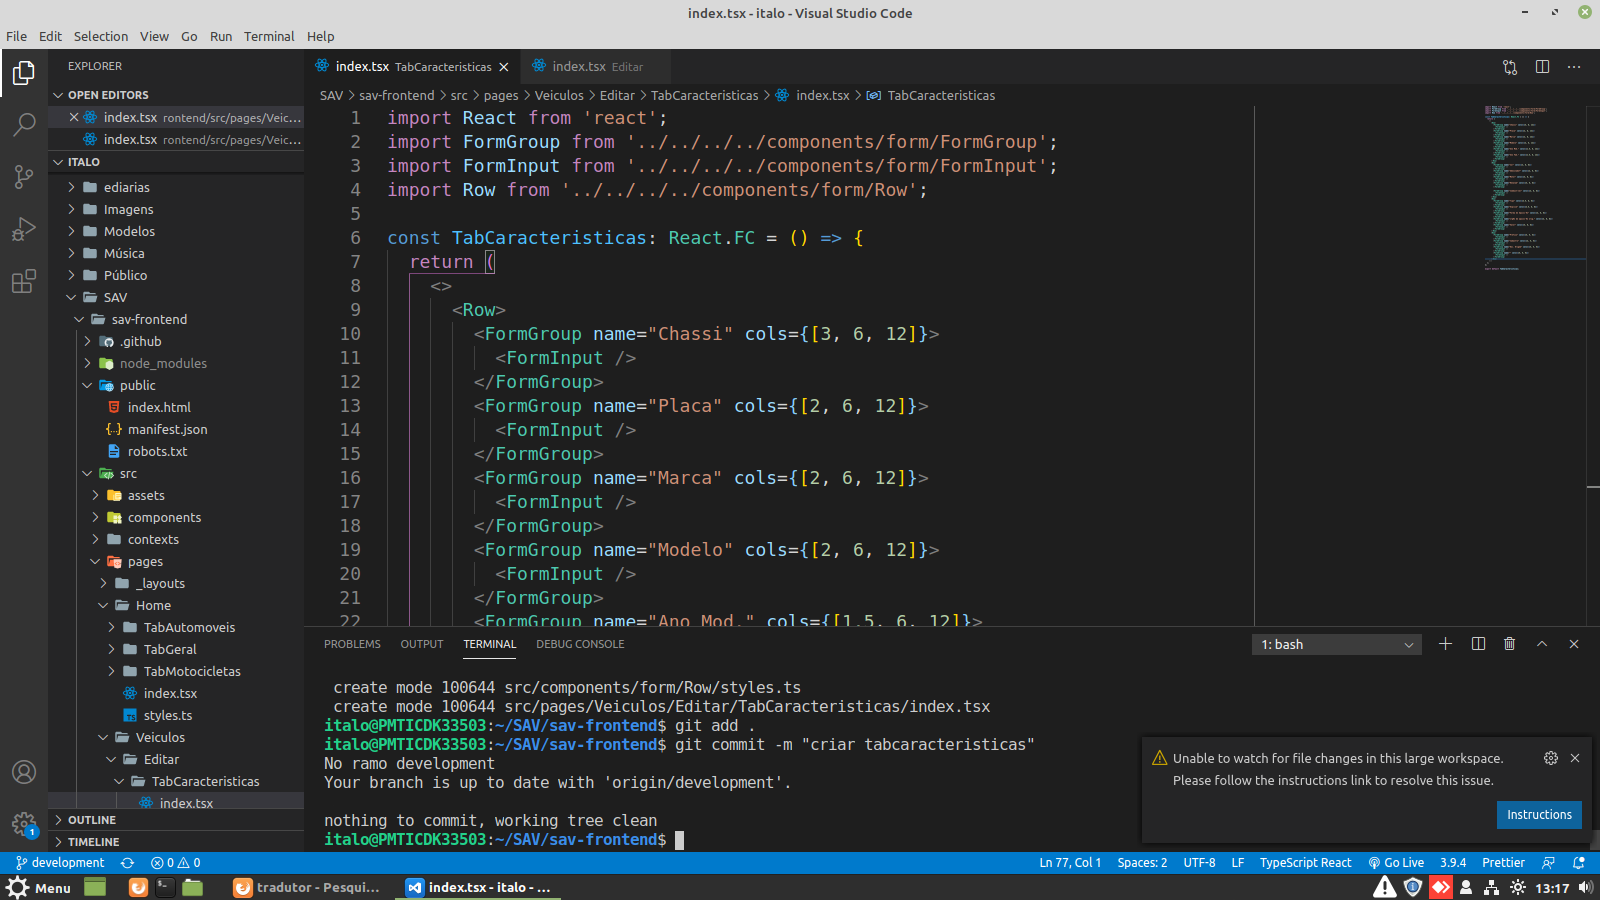 index.tsx - italo - Visual Studio Code
File Edit Selection View Go Run Terminal Help
EXPLORER
OPEN EDITORS
index.tsx rontend/src/pages/Veic...
index.tsx rontend/src/pages/Veic...
ITALO
ediarias
Imagens
Modelos
Música
Público
SAV
sav-frontend
.github
node_modules
public
index.html
manifest.json
robots.txt
src
assets
components
contexts
pages
_layouts
Home
TabAutomoveis
TabGeral
TabMotocicletas
index.tsx
styles.ts
Veiculos
Editar
TabCaracteristicas
index.tsx
OUTLINE
TIMELINE
index.tsx TabCaracteristicas
index.tsx Editar
SAV > sav-frontend > src > pages > Veiculos > Editar > TabCaracteristicas > index.tsx > TabCaracteristicas
1 import React from 'react';
2 import FormGroup from '../../../../components/form/FormGroup';
3 import FormInput from '../../../../components/form/FormInput';
4 import Row from '../../../../components/form/Row';
5
6 const TabCaracteristicas: React.FC = () => {
7 return (
8 <>
9 <Row>
10 <FormGroup name="Chassi" cols={[3, 6, 12]}>
11 <FormInput />
12 </FormGroup>
13 <FormGroup name="Placa" cols={[2, 6, 12]}>
14 <FormInput />
15 </FormGroup>
16 <FormGroup name="Marca" cols={[2, 6, 12]}>
17 <FormInput />
18 </FormGroup>
19 <FormGroup name="Modelo" cols={[2, 6, 12]}>
20 <FormInput />
21 </FormGroup>
22 <FormGroup name="Ano Mod." cols={[1.5, 6, 12]}>
PROBLEMS OUTPUT TERMINAL DEBUG CONSOLE
1: bash
create mode 100644 src/components/form/Row/styles.ts
create mode 100644 src/pages/Veiculos/Editar/TabCaracteristicas/index.tsx
italo@PMTICDK33503:~/SAV/sav-frontend$ git add .
italo@PMTICDK33503:~/SAV/sav-frontend$ git commit -m "criar tabcaracteristicas"
No ramo development
Your branch is up to date with 'origin/development'.
nothing to commit, working tree clean
italo@PMTICDK33503:~/SAV/sav-frontend$
Unable to watch for file changes in this large workspace.
Please follow the instructions link to resolve this issue.
Instructions
1
development 0 0
Ln 77, Col 1 Spaces: 2 UTF-8 LF TypeScript React Go Live 3.9.4 Prettier
Menu
tradutor - Pesqui...
index.tsx - italo - ...
13:17